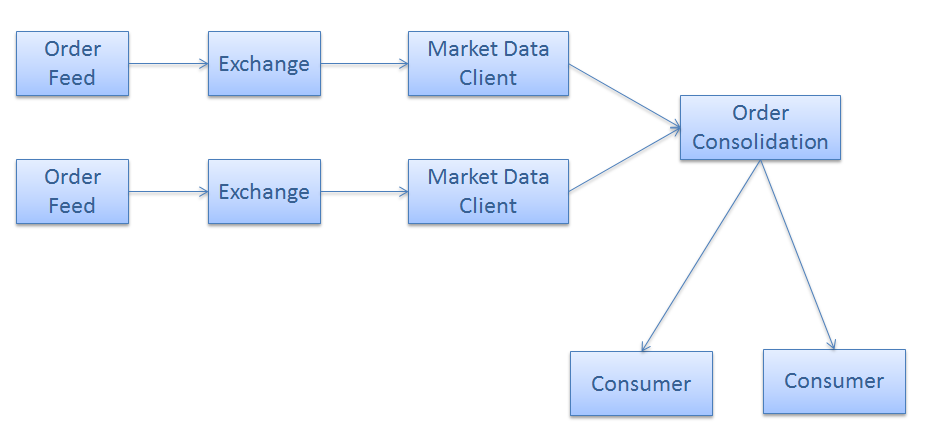 Order
Feed
Exchange
Market Data
Client
Order
Consolidation
Order
Feed
Exchange
Market Data
Client
Consumer
Consumer